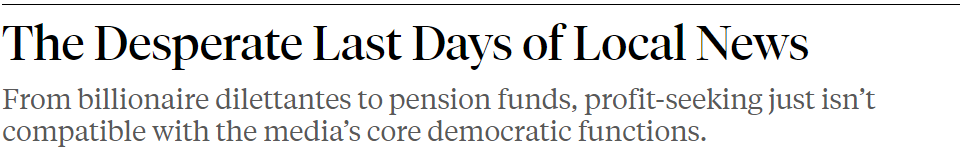 The Desperate Last Days of Local News
From billionaire dilettantes to pension funds, profit-seeking just isn’t
compatible with the media’s core democratic functions.